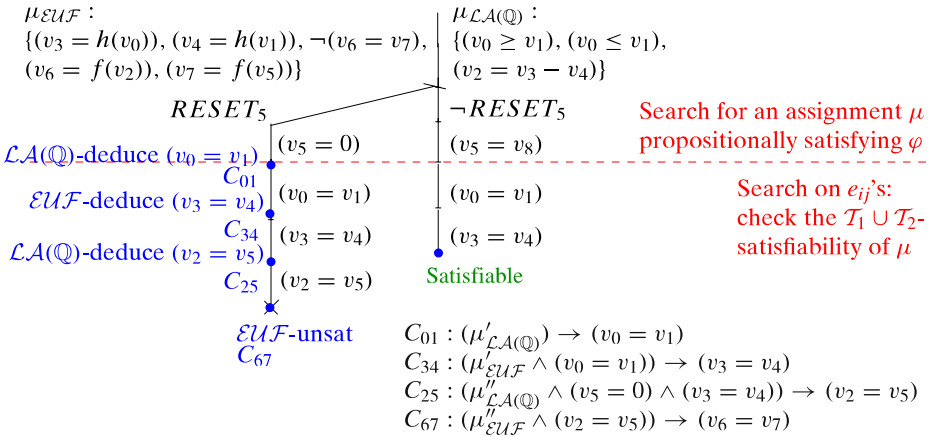 μ_{ℰ𝒰ℱ} :
{(v₃ = h(v₀)), (v₄ = h(v₁)), ¬(v₆ = v₇),
(v₆ = f(v₂)), (v₇ = f(v₅))}
μ_{ℒ𝒜(ℚ)} :
{(v₀ ≥ v₁), (v₀ ≤ v₁),
(v₂ = v₃ − v₄)}
RESET₅
¬RESET₅
Search for an assignment μ
propositionally satisfying φ
(v₅ = 0)
(v₅ = v₈)
ℒ𝒜(ℚ)-deduce (v₀ = v₁)
C₀₁
(v₀ = v₁)
(v₀ = v₁)
Search on e_{ij}'s:
check the 𝒯₁ ∪ 𝒯₂-
satisfiability of μ
ℰ𝒰ℱ-deduce (v₃ = v₄)
C₃₄
(v₃ = v₄)
(v₃ = v₄)
ℒ𝒜(ℚ)-deduce (v₂ = v₅)
C₂₅
(v₂ = v₅)
Satisfiable
ℰ𝒰ℱ-unsat
C₆₇
C₀₁ : (μ′_{ℒ𝒜(ℚ)}) → (v₀ = v₁)
C₃₄ : (μ′_{ℰ𝒰ℱ} ∧ (v₀ = v₁)) → (v₃ = v₄)
C₂₅ : (μ″_{ℒ𝒜(ℚ)} ∧ (v₅ = 0) ∧ (v₃ = v₄)) → (v₂ = v₅)
C₆₇ : (μ″_{ℰ𝒰ℱ} ∧ (v₂ = v₅)) → (v₆ = v₇)